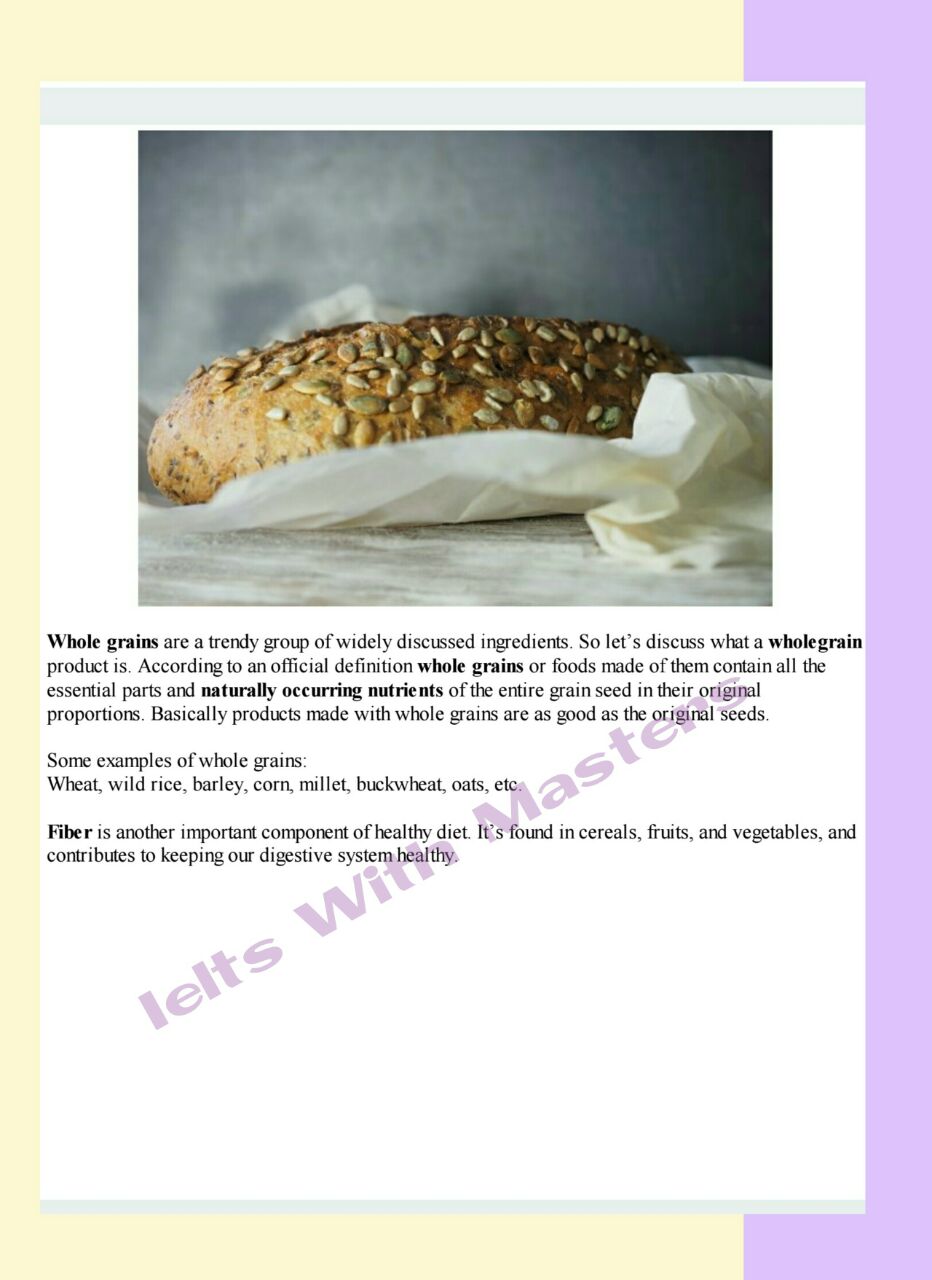 Whole grains are a trendy group of widely discussed ingredients. So let’s discuss what a wholegrain
product is. According to an official definition whole grains or foods made of them contain all the
essential parts and naturally occurring nutrients of the entire grain seed in their original
proportions. Basically products made with whole grains are as good as the original seeds.
Some examples of whole grains:
Wheat, wild rice, barley, corn, millet, buckwheat, oats, etc.
Fiber is another important component of healthy diet. It’s found in cereals, fruits, and vegetables, and
contributes to keeping our digestive system healthy.
Ielts With Masters